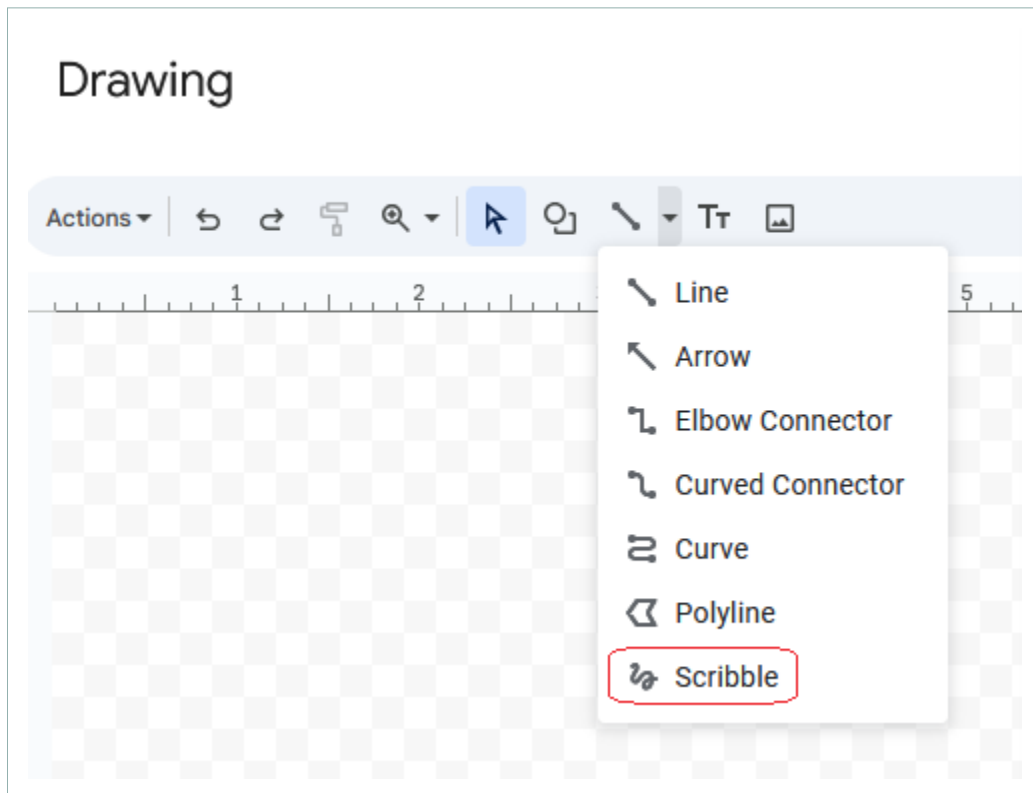 Drawing
Actions
1 2 5
Line
Arrow
Elbow Connector
Curved Connector
Curve
Polyline
Scribble